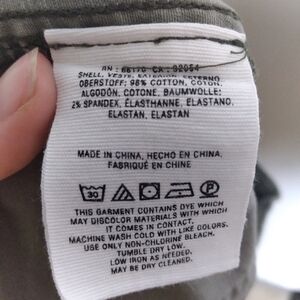 RN : 66170 CA : 92054
SHELL, VESTE, EXTERIOR, ESTERNO,
OBERSTOFF: 98% COTTON, COTON,
ALGODÓN, COTONE, BAUMWOLLE;
2% SPANDEX, ÉLASTHANNE, ELASTANO,
ELASTAN, ELASTAN
MADE IN CHINA, HECHO EN CHINA,
FABRIQUÉ EN CHINE
30 P
THIS GARMENT CONTAINS DYE WHICH
MAY DISCOLOR MATERIALS WITH WHICH
IT COMES IN CONTACT.
MACHINE WASH COLD WITH LIKE COLORS.
USE ONLY NON-CHLORINE BLEACH.
TUMBLE DRY LOW.
LOW IRON AS NEEDED.
MAY BE DRY CLEANED.